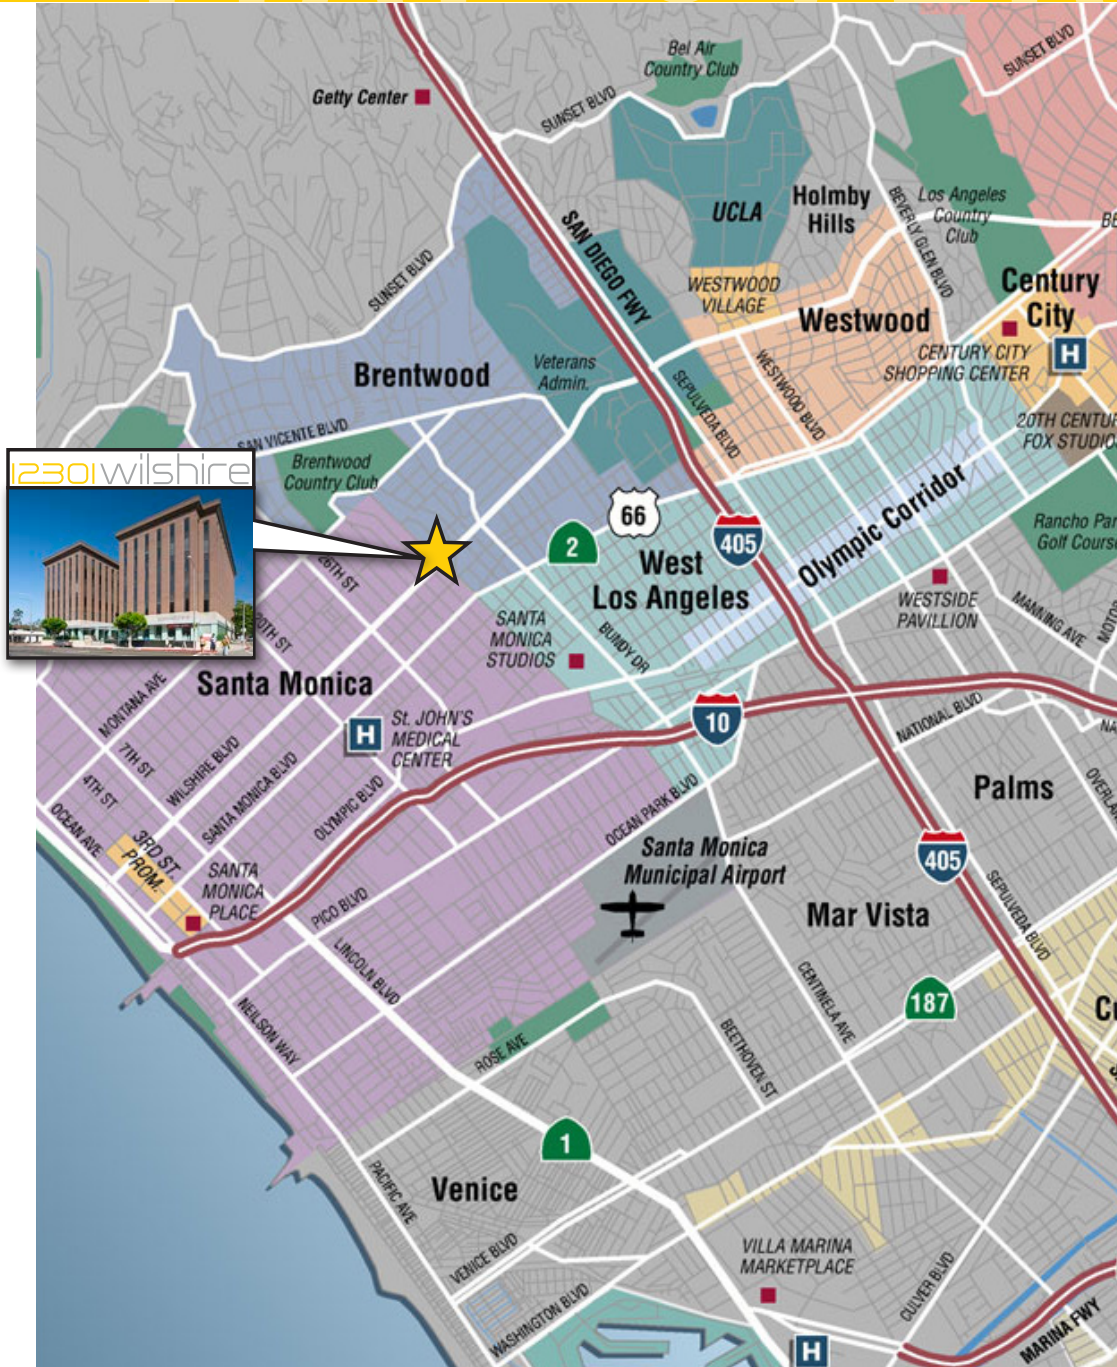 Bel Air
Country Club
SUNSET BLVD
Getty Center
SUNSET BLVD
UCLA
Holmby
Hills
BEVERLY GLEN BLVD
Los Angeles
Country
Club
SAN DIEGO FWY
SUNSET BLVD
WESTWOOD
VILLAGE
Century
City
Westwood
CENTURY CITY
SHOPPING CENTER
H
Brentwood
Veterans
Admin.
SEPULVEDA BLVD
WESTWOOD BLVD
SAN VICENTE BLVD
20TH CENTUR
FOX STUDIO
12301 wilshire
Brentwood
Country Club
66
2
405
West
Los Angeles
Olympic Corridor
Rancho Par
Golf Course
26TH ST
20TH ST
SANTA
MONICA
STUDIOS
BUNDY DR
WESTSIDE
PAVILLION
MANNING AVE
MOTO
Santa Monica
MONTANA AVE
H
St. JOHN'S
MEDICAL
CENTER
10
NATIONAL BLVD
NA
7TH ST
WILSHIRE BLVD
SANTA MONICA BLVD
OLYMPIC BLVD
4TH ST
OCEAN AVE
OCEAN PARK BLVD
Palms
OVERLA
3RD ST.
PROM.
SANTA
MONICA
PLACE
Santa Monica
Municipal Airport
405
SEPULVEDA BLVD
PICO BLVD
Mar Vista
LINCOLN BLVD
CENTINELA AVE
187
NEILSON WAY
ROSE AVE
BEETHOVEN ST
1
Venice
PACIFIC AVE
VENICE BLVD
VILLA MARINA
MARKETPLACE
CULVER BLVD
WASHINGTON BLVD
H
MARINA FWY